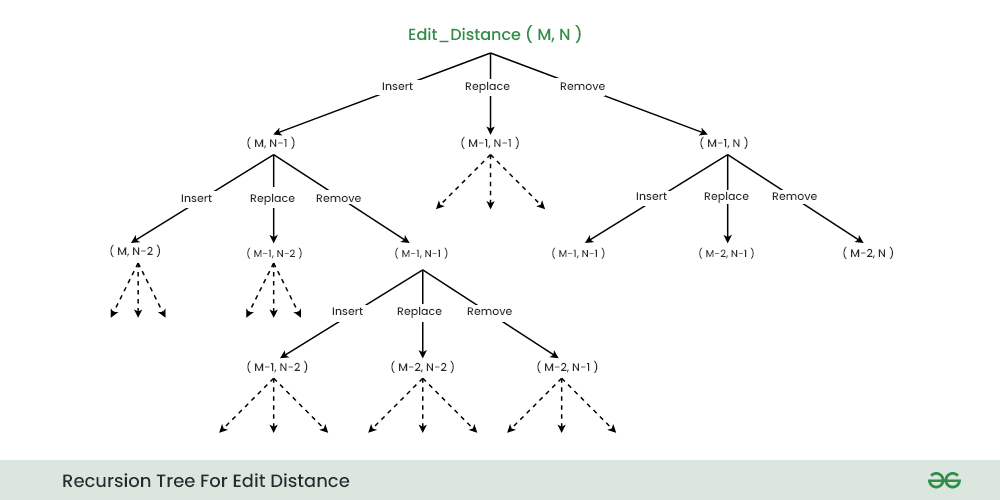 Edit_Distance ( M, N )
Insert Replace Remove
( M, N-1 ) ( M-1, N-1 ) ( M-1, N )
Insert Replace Remove Insert Replace Remove
( M, N-2 ) ( M-1, N-2 ) ( M-1, N-1 ) ( M-1, N-1 ) ( M-2, N-1 ) ( M-2, N )
Insert Replace Remove
( M-1, N-2 ) ( M-2, N-2 ) ( M-2, N-1 )
Recursion Tree For Edit Distance